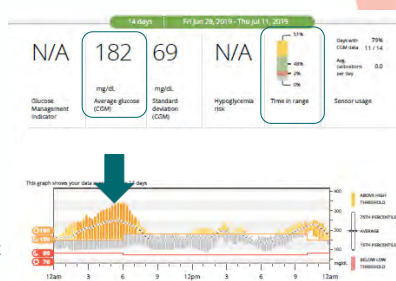 14 days Fri Jun 28, 2019 - Thu Jul 11, 2019
N/A
Glucose
Management
Indicator
182
mg/dL
Average glucose
(CGM)
69
mg/dL
Standard
deviation
(CGM)
N/A
Hypoglycemia
risk
51%
2%
0%
Time in range
Days with
CGM data
79%
11 / 14
Avg.
calibrations
per day
0.0
Sensor usage
This graph shows your data 14 days
400
300
200
100
mg/dL
12am 3 6 9 12pm 3 6 9 12am
ABOVE HIGH
THRESHOLD
75TH PERCENTILE
AVERAGE
BELOW LOW
THRESHOLD